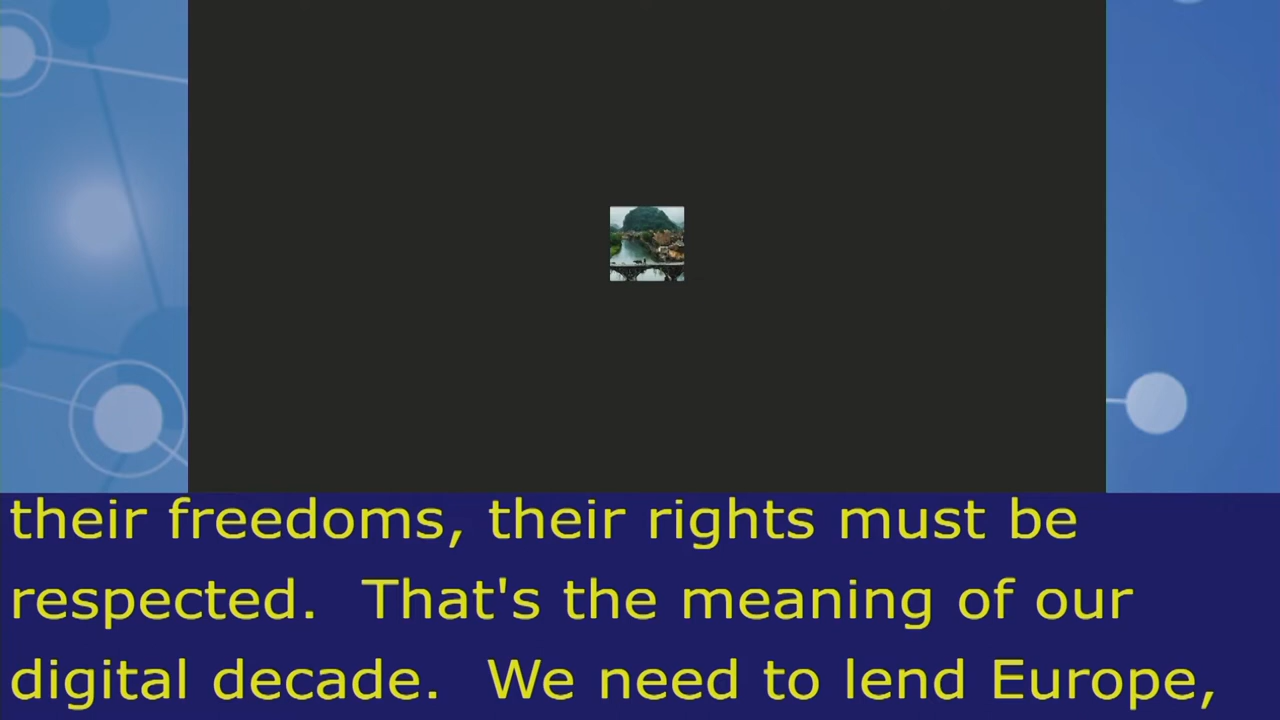 their freedoms, their rights must be
respected.  That's the meaning of our
digital decade.  We need to lend Europe,